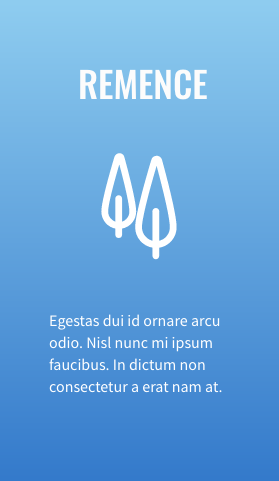 REMENCE
Egestas dui id ornare arcu
odio. Nisl nunc mi ipsum
faucibus. In dictum non
consectetur a erat nam at.